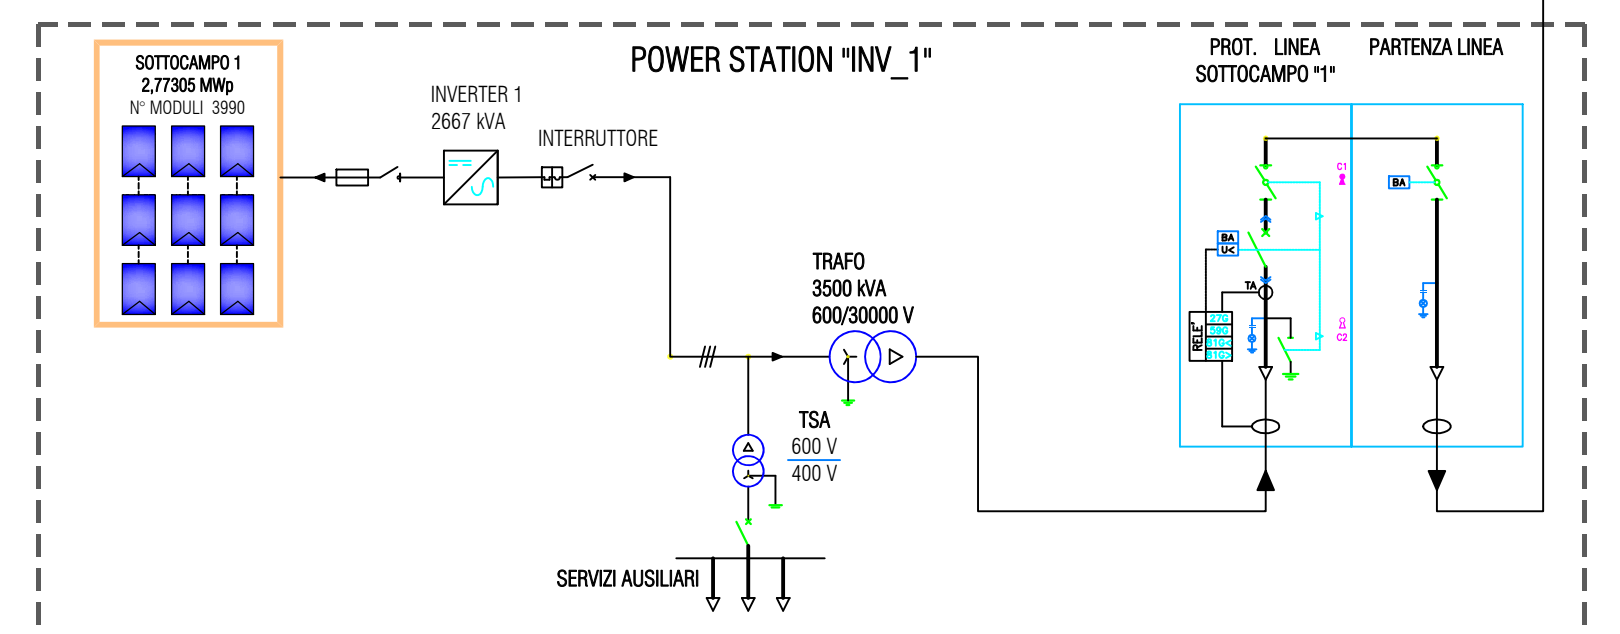 POWER STATION "INV_1"
SOTTOCAMPO 1
2,77305 MWp
N° MODULI 3990
INVERTER 1
2667 kVA
INTERRUTTORE
TRAFO
3500 kVA
600/30000 V
TSA
600 V
400 V
SERVIZI AUSILIARI
PROT. LINEA
SOTTOCAMPO "1"
PARTENZA LINEA
C1
BA
BA
U<
TA
RELE'
27G
59G
81G<
81G>
C2